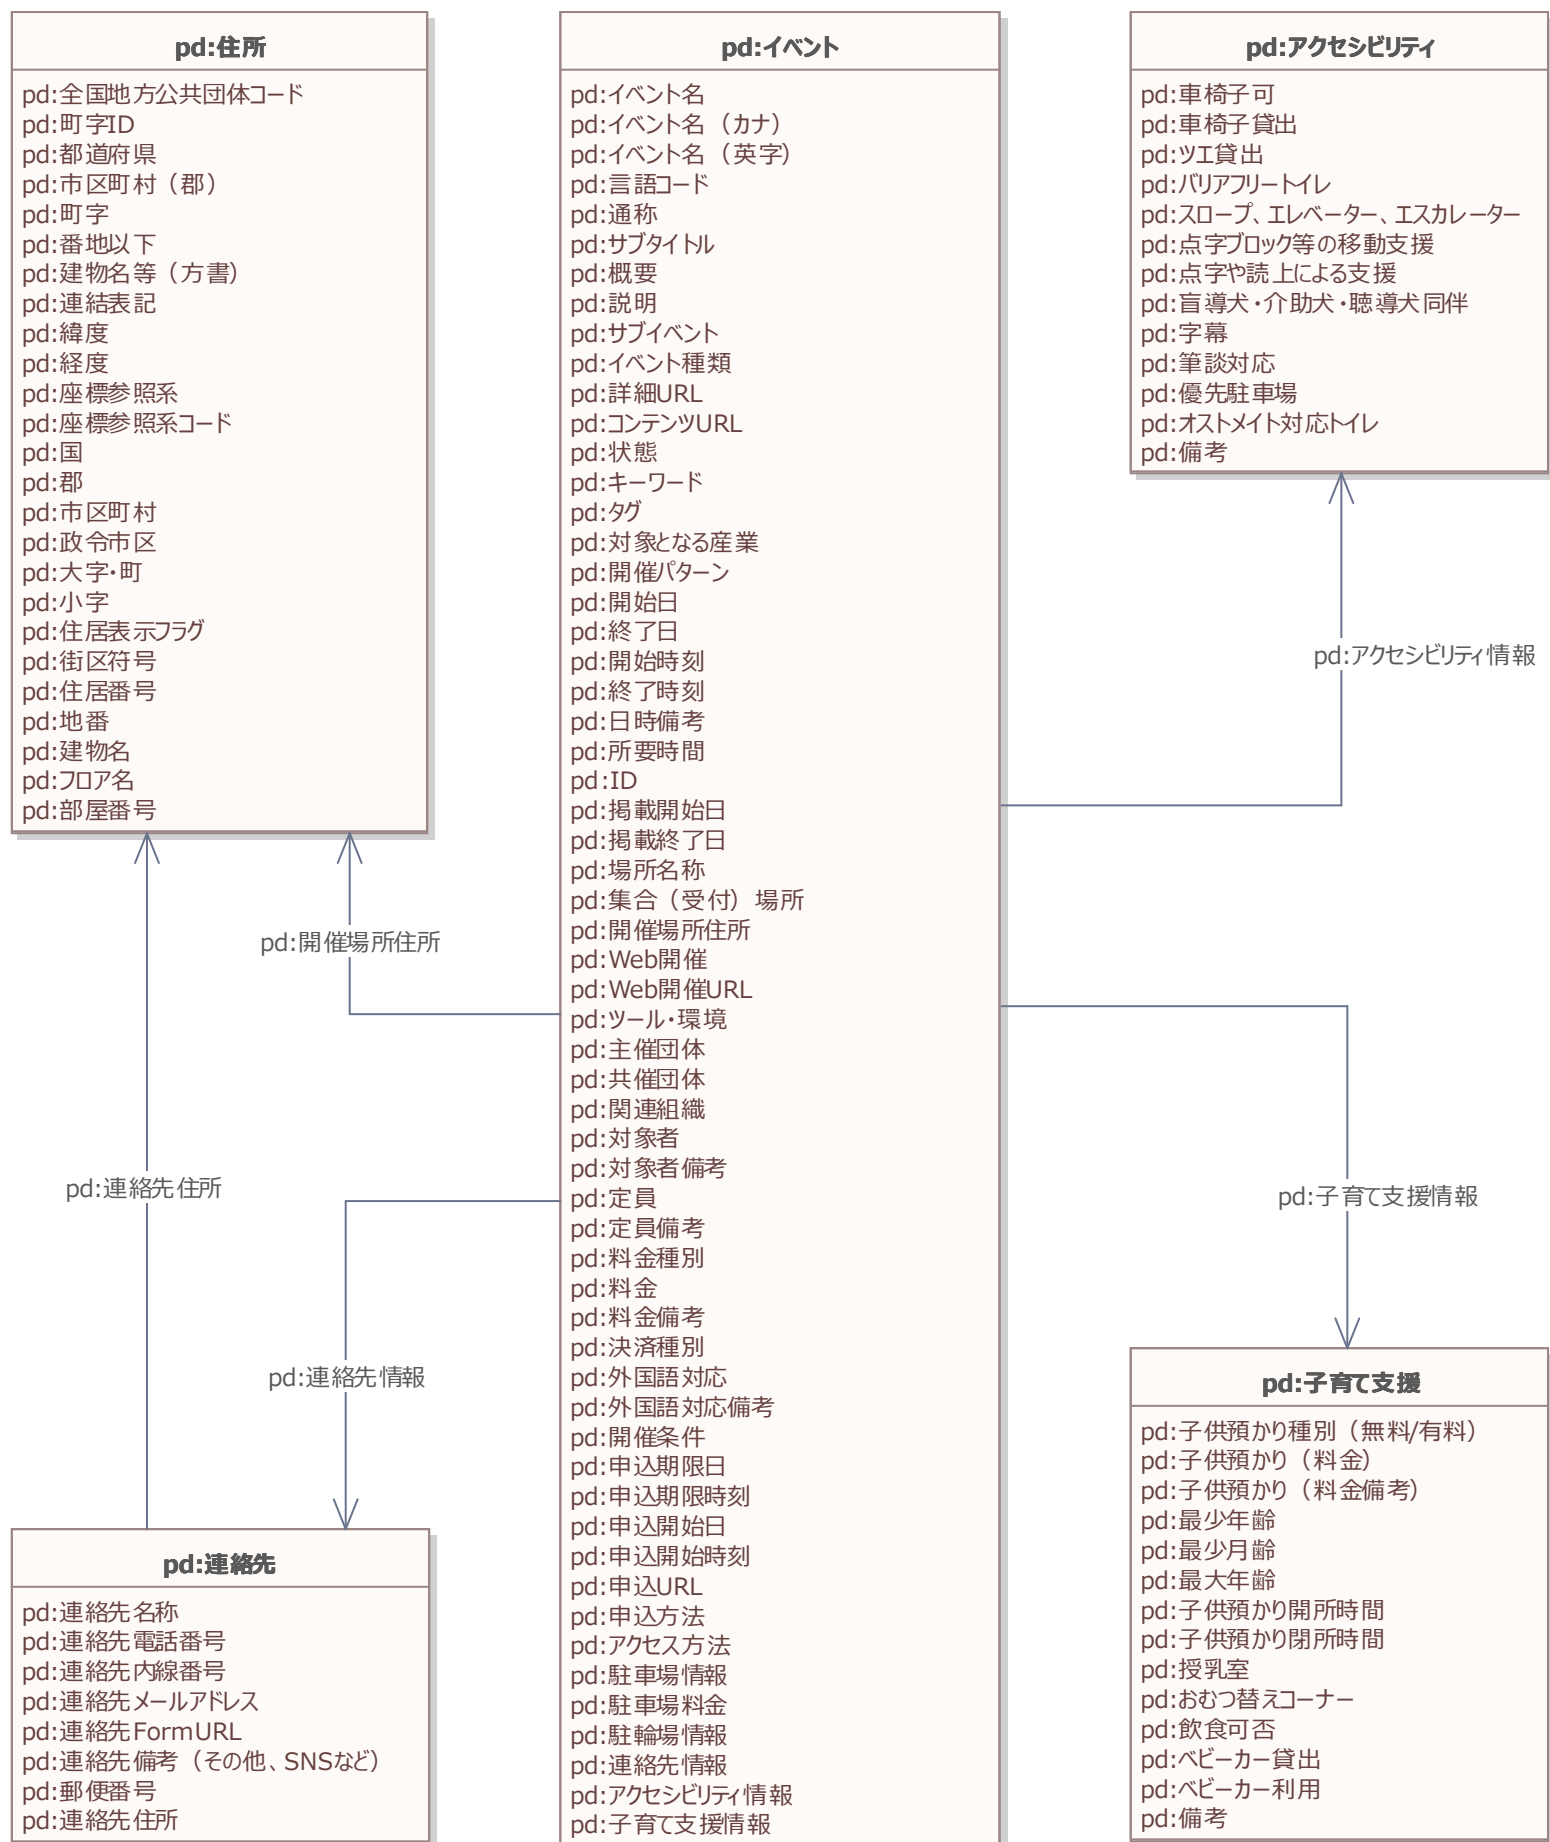 pd:住所
pd:全国地方公共団体コード
pd:町字ID
pd:都道府県
pd:市区町村（郡）
pd:町字
pd:番地以下
pd:建物名等（方書）
pd:連結表記
pd:緯度
pd:経度
pd:座標参照系
pd:座標参照系コード
pd:国
pd:郡
pd:市区町村
pd:政令市区
pd:大字・町
pd:小字
pd:住居表示フラグ
pd:街区符号
pd:住居番号
pd:地番
pd:建物名
pd:フロア名
pd:部屋番号
pd:開催場所住所
pd:連絡先住所
pd:連絡先情報
pd:連絡先
pd:連絡先名称
pd:連絡先電話番号
pd:連絡先内線番号
pd:連絡先メールアドレス
pd:連絡先FormURL
pd:連絡先備考（その他、SNSなど）
pd:郵便番号
pd:連絡先住所
pd:イベント
pd:イベント名
pd:イベント名（カナ）
pd:イベント名（英字）
pd:言語コード
pd:通称
pd:サブタイトル
pd:概要
pd:説明
pd:サブイベント
pd:イベント種類
pd:詳細URL
pd:コンテンツURL
pd:状態
pd:キーワード
pd:タグ
pd:対象となる産業
pd:開催パターン
pd:開始日
pd:終了日
pd:開始時刻
pd:終了時刻
pd:日時備考
pd:所要時間
pd:ID
pd:掲載開始日
pd:掲載終了日
pd:場所名称
pd:集合（受付）場所
pd:開催場所住所
pd:Web開催
pd:Web開催URL
pd:ツール・環境
pd:主催団体
pd:共催団体
pd:関連組織
pd:対象者
pd:対象者備考
pd:定員
pd:定員備考
pd:料金種別
pd:料金
pd:料金備考
pd:決済種別
pd:外国語対応
pd:外国語対応備考
pd:開催条件
pd:申込期限日
pd:申込期限時刻
pd:申込開始日
pd:申込開始時刻
pd:申込URL
pd:申込方法
pd:アクセス方法
pd:駐車場情報
pd:駐車場料金
pd:駐輪場情報
pd:連絡先情報
pd:アクセシビリティ情報
pd:子育て支援情報
pd:アクセシビリティ
pd:車椅子可
pd:車椅子貸出
pd:ツエ貸出
pd:バリアフリートイレ
pd:スロープ、エレベーター、エスカレーター
pd:点字ブロック等の移動支援
pd:点字や読上による支援
pd:盲導犬・介助犬・聴導犬同伴
pd:字幕
pd:筆談対応
pd:優先駐車場
pd:オストメイト対応トイレ
pd:備考
pd:アクセシビリティ情報
pd:子育て支援情報
pd:子育て支援
pd:子供預かり種別（無料/有料）
pd:子供預かり（料金）
pd:子供預かり（料金備考）
pd:最少年齢
pd:最少月齢
pd:最大年齢
pd:子供預かり開所時間
pd:子供預かり閉所時間
pd:授乳室
pd:おむつ替えコーナー
pd:飲食可否
pd:ベビーカー貸出
pd:ベビーカー利用
pd:備考